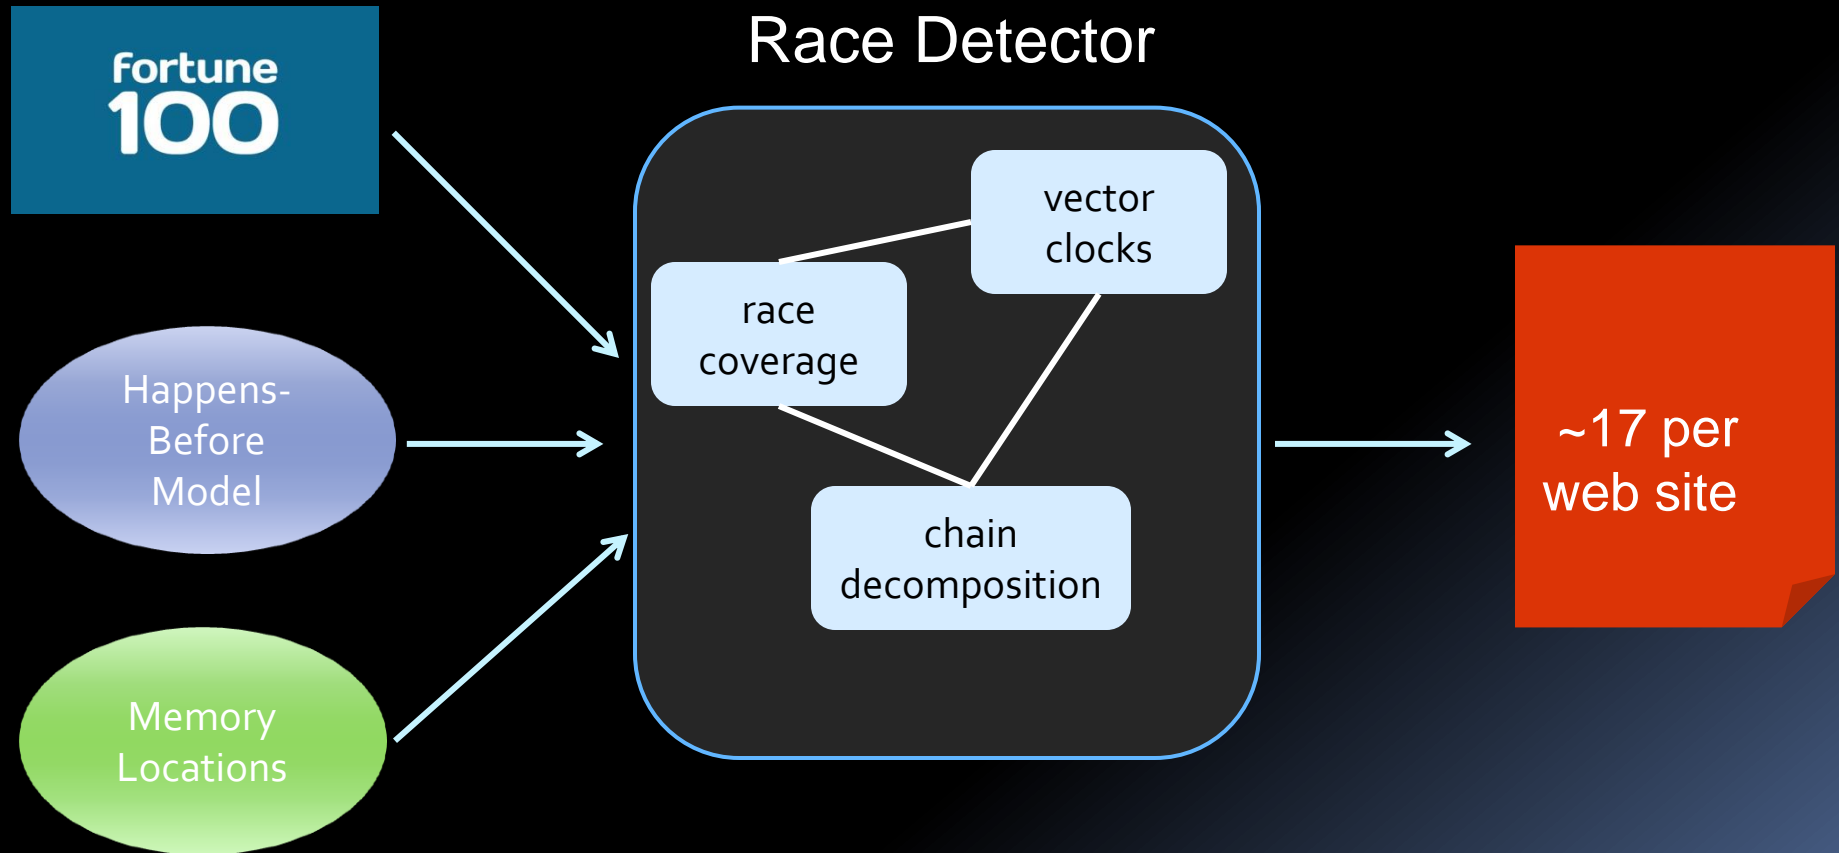 Race Detector
fortune
100
Happens-
Before
Model
Memory
Locations
vector
clocks
race
coverage
chain
decomposition
~17 per
web site